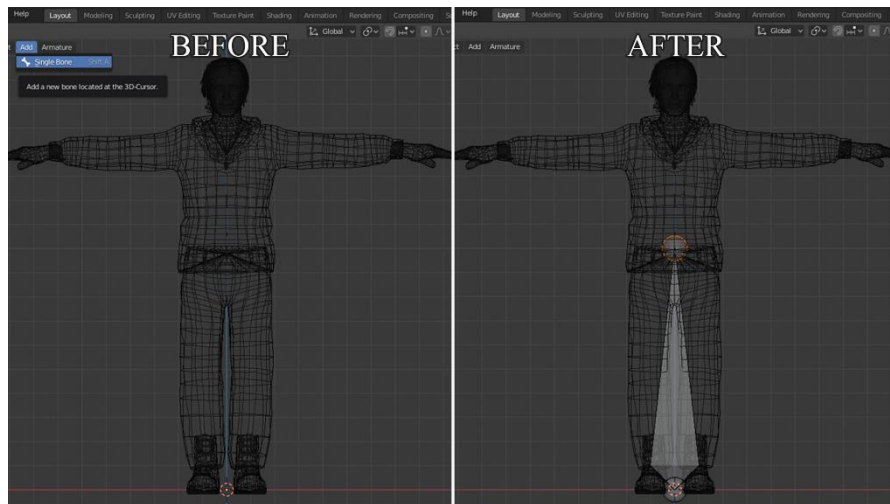 Help Layout Modeling Sculpting UV Editing Texture Paint Shading Animation Rendering Compositing
Global
Add Armature
BEFORE
Single Bone Shift A
Add a new bone located at the 3D-Cursor.
Help Layout Modeling Sculpting UV Editing Texture Paint Shading Animation Rendering Compositing
Global
Add Armature
AFTER